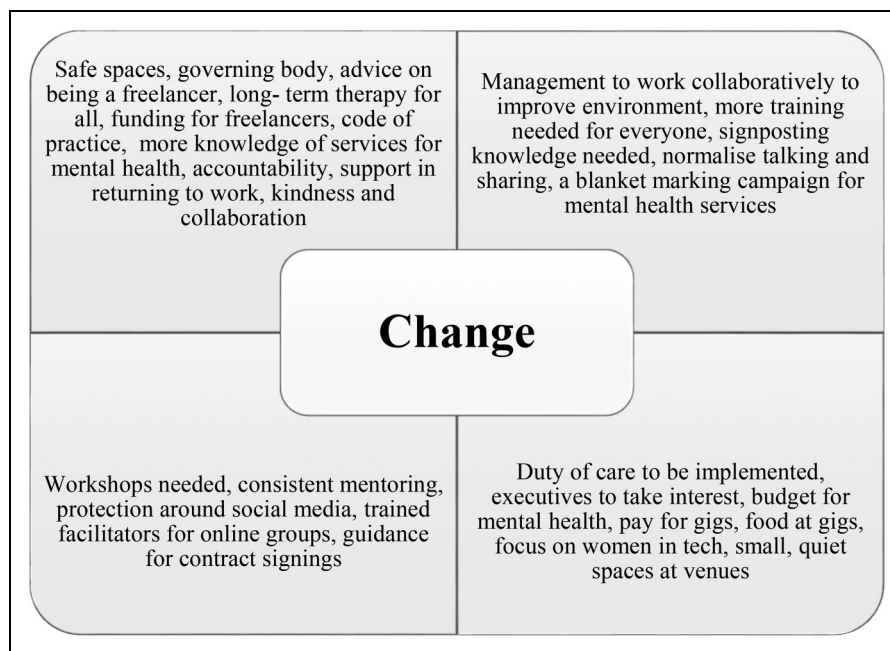 Safe spaces, governing body, advice on
being a freelancer, long- term therapy for
all, funding for freelancers, code of
practice, more knowledge of services for
mental health, accountability, support in
returning to work, kindness and
collaboration
Management to work collaboratively to
improve environment, more training
needed for everyone, signposting
knowledge needed, normalise talking and
sharing, a blanket marking campaign for
mental health services
Change
Workshops needed, consistent mentoring,
protection around social media, trained
facilitators for online groups, guidance
for contract signings
Duty of care to be implemented,
executives to take interest, budget for
mental health, pay for gigs, food at gigs,
focus on women in tech, small, quiet
spaces at venues